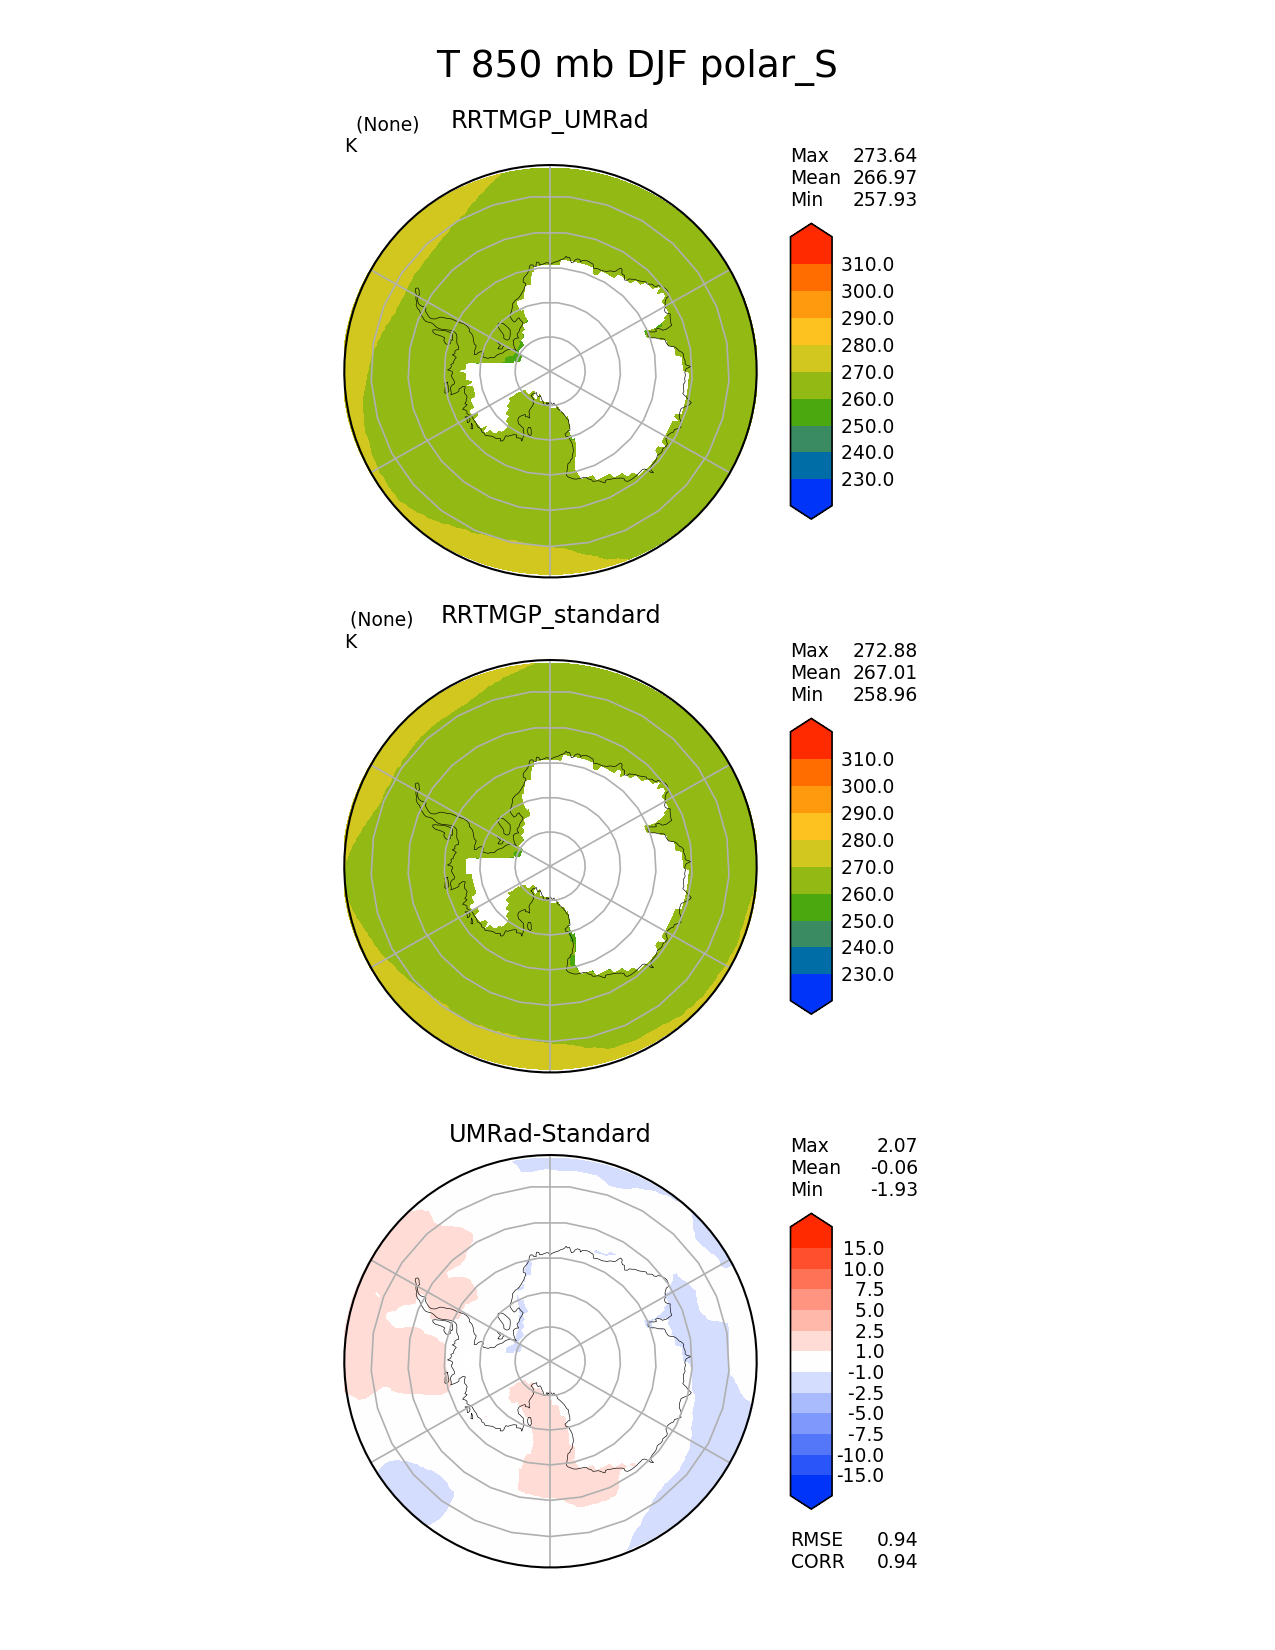 T 850 mb DJF polar_S
(None) RRTMGP_UMRad
K
Max 273.64
Mean 266.97
Min 257.93
310.0
300.0
290.0
280.0
270.0
260.0
250.0
240.0
230.0
(None) RRTMGP_standard
K
Max 272.88
Mean 267.01
Min 258.96
310.0
300.0
290.0
280.0
270.0
260.0
250.0
240.0
230.0
UMRad-Standard
Max 2.07
Mean -0.06
Min -1.93
15.0
10.0
7.5
5.0
2.5
1.0
-1.0
-2.5
-5.0
-7.5
-10.0
-15.0
RMSE 0.94
CORR 0.94